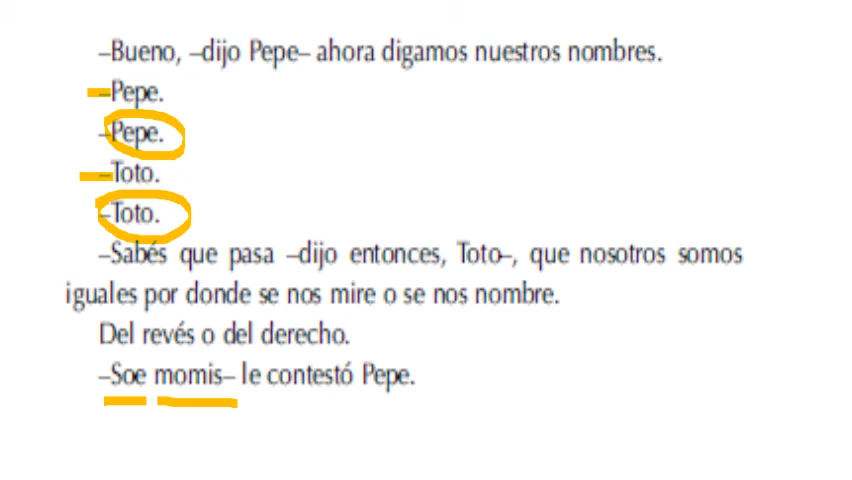 –Bueno, –dijo Pepe– ahora digamos nuestros nombres.
–Pepe.
–Pepe.
–Toto.
–Toto.
–Sabés que pasa –dijo entonces, Toto–, que nosotros somos
iguales por donde se nos mire o se nos nombre.
Del revés o del derecho.
–Soe momis– le contestó Pepe.